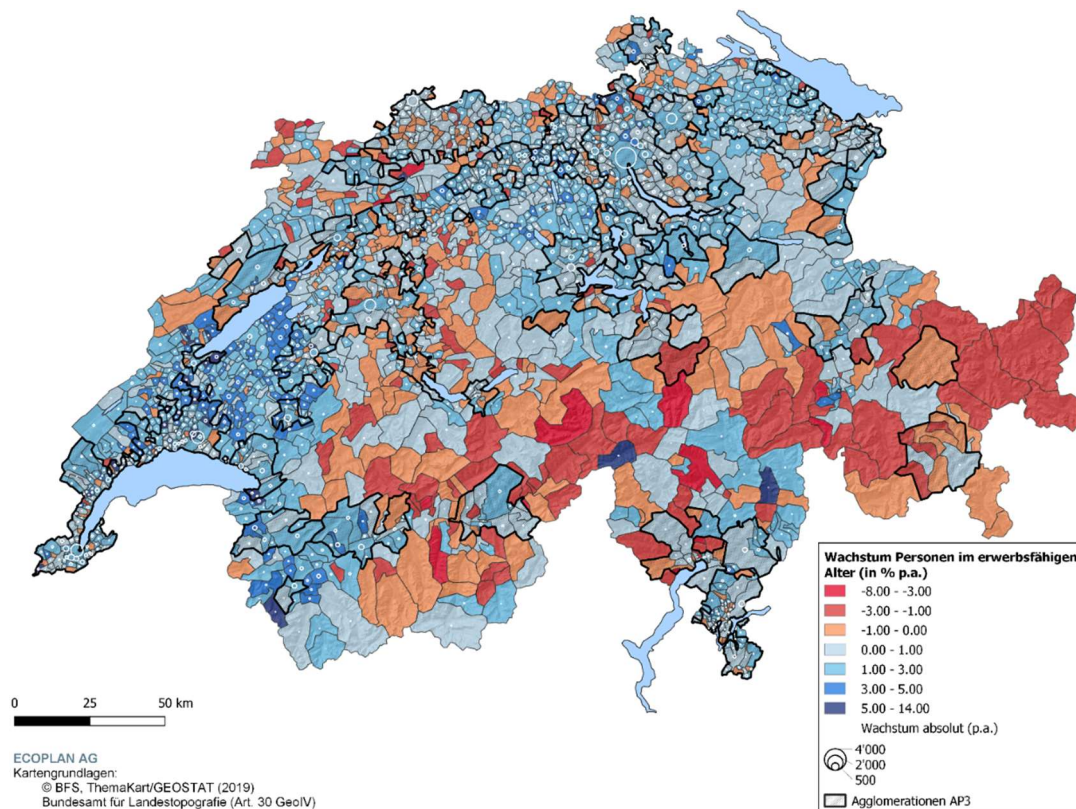 Wachstum Personen im erwerbsfähigen
Alter (in % p.a.)
-8.00 - -3.00
-3.00 - -1.00
-1.00 - 0.00
0.00 - 1.00
1.00 - 3.00
3.00 - 5.00
5.00 - 14.00
Wachstum absolut (p.a.)
4'000
2'000
500
Agglomerationen AP3
0 25 50 km
ECOPLAN AG
Kartengrundlagen:
© BFS, ThemaKart/GEOSTAT (2019)
Bundesamt für Landestopografie (Art. 30 GeoIV)